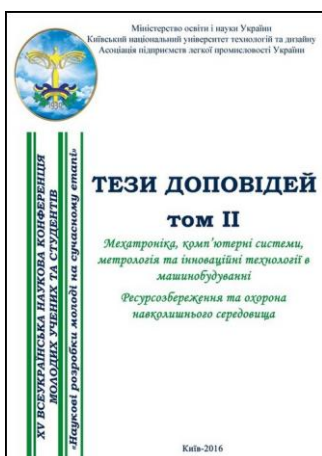 Міністерство освіти і науки України
Київський національний університет технологій та дизайну
Асоціація підприємств легкої промисловості України
ТЕЗИ ДОПОВІДЕЙ
том ІІ
Мехатроніка, комп'ютерні системи,
метрологія та інноваційні технології в
машинобудуванні
Ресурсозбереження та охорона
навколишнього середовища
XV ВСЕУКРАЇНСЬКА НАУКОВА КОНФЕРЕНЦІЯ
МОЛОДИХ УЧЕНИХ ТА СТУДЕНТІВ
«Наукові розробки молоді на сучасному етапі»
Київ-2016